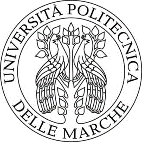 UNIVERSITÀ POLITECNICA
DELLE MARCHE